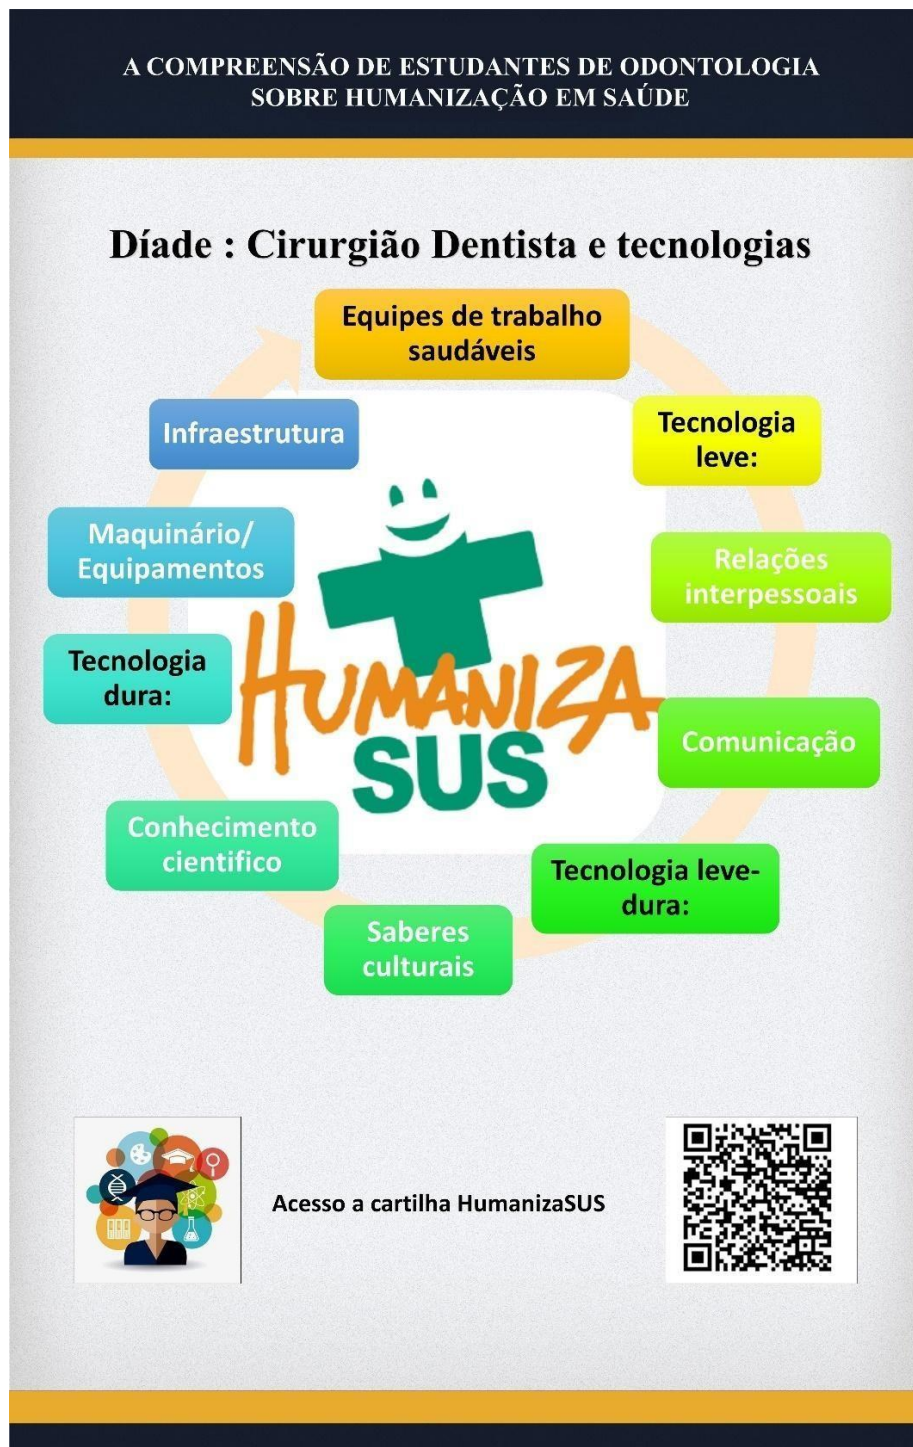 A COMPREENSÃO DE ESTUDANTES DE ODONTOLOGIA
SOBRE HUMANIZAÇÃO EM SAÚDE
Díade : Cirurgião Dentista e tecnologias
Equipes de trabalho
saudáveis
Tecnologia
leve:
Relações
interpessoais
Comunicação
Tecnologia leve-
dura:
Saberes
culturais
Conhecimento
cientifico
Tecnologia
dura:
Maquinário/
Equipamentos
Infraestrutura
HUMANIZA
SUS
Acesso a cartilha HumanizaSUS